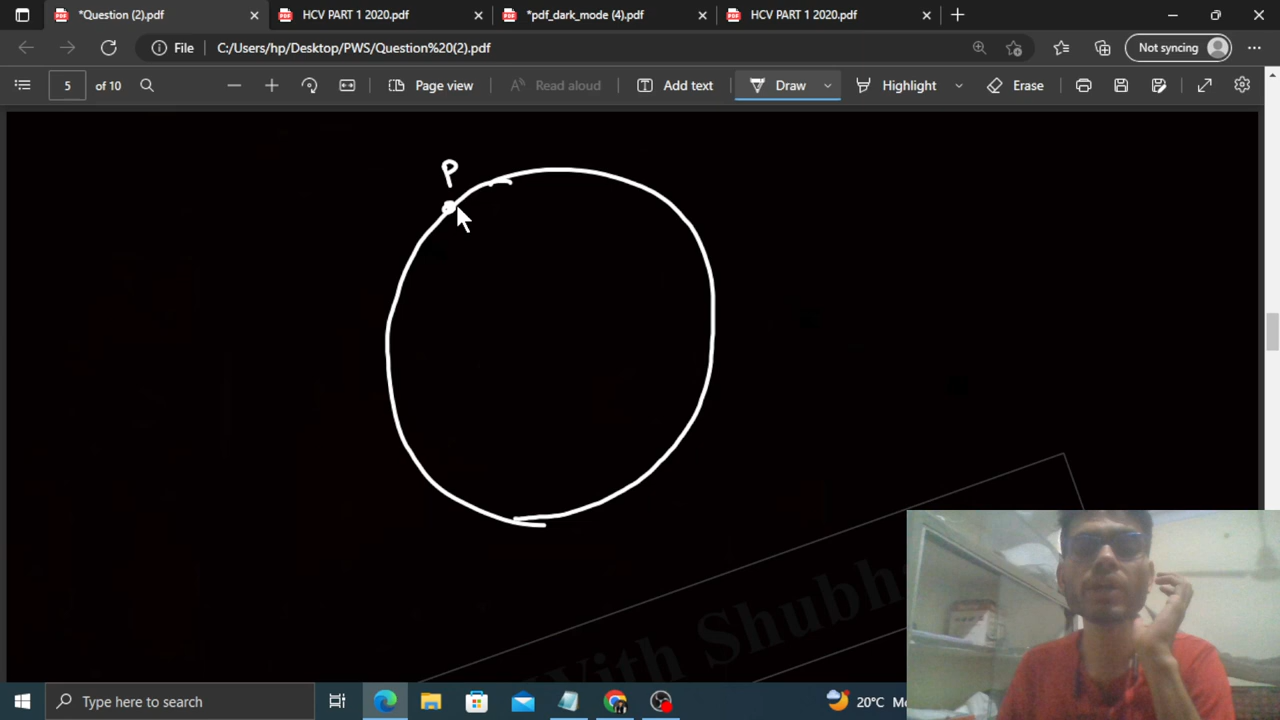 *Question (2).pdf
HCV PART 1 2020.pdf
*pdf_dark_mode (4).pdf
HCV PART 1 2020.pdf
File
C:/Users/hp/Desktop/PWS/Question%20(2).pdf
Not syncing
5 of 10
Page view
Read aloud
Add text
Draw
Highlight
Erase
P
With Shubh
Type here to search
20°C